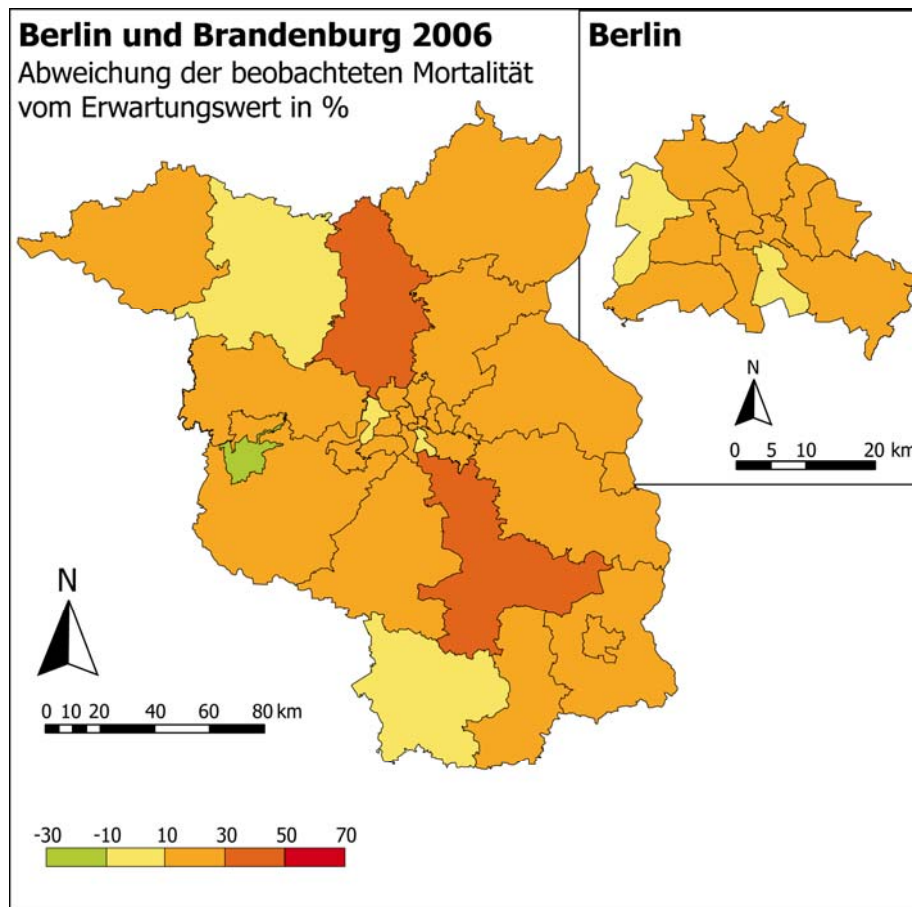 Berlin und Brandenburg 2006
Abweichung der beobachteten Mortalität
vom Erwartungswert in %
Berlin
N
0 5 10 20 km
N
0 10 20 40 60 80 km
-30 -10 10 30 50 70